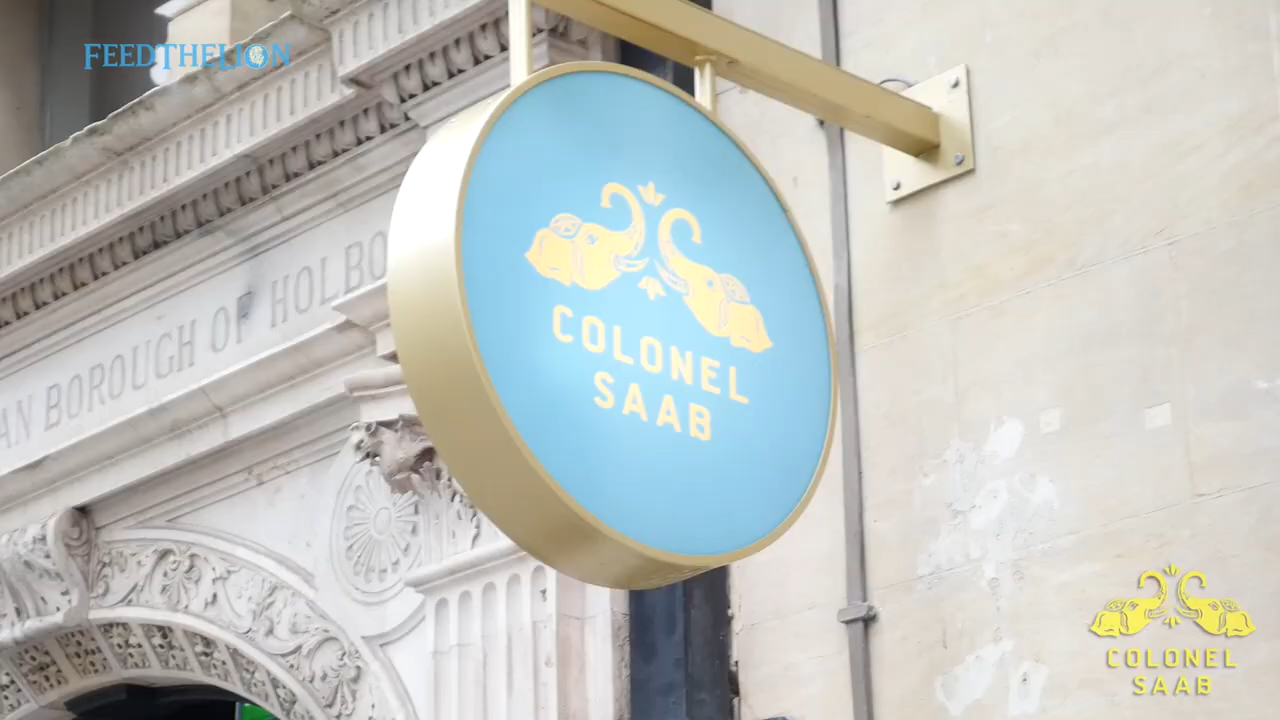 FEEDTHELION
AN BOROUGH OF HOLBO
COLONEL
SAAB
COLONEL
SAAB